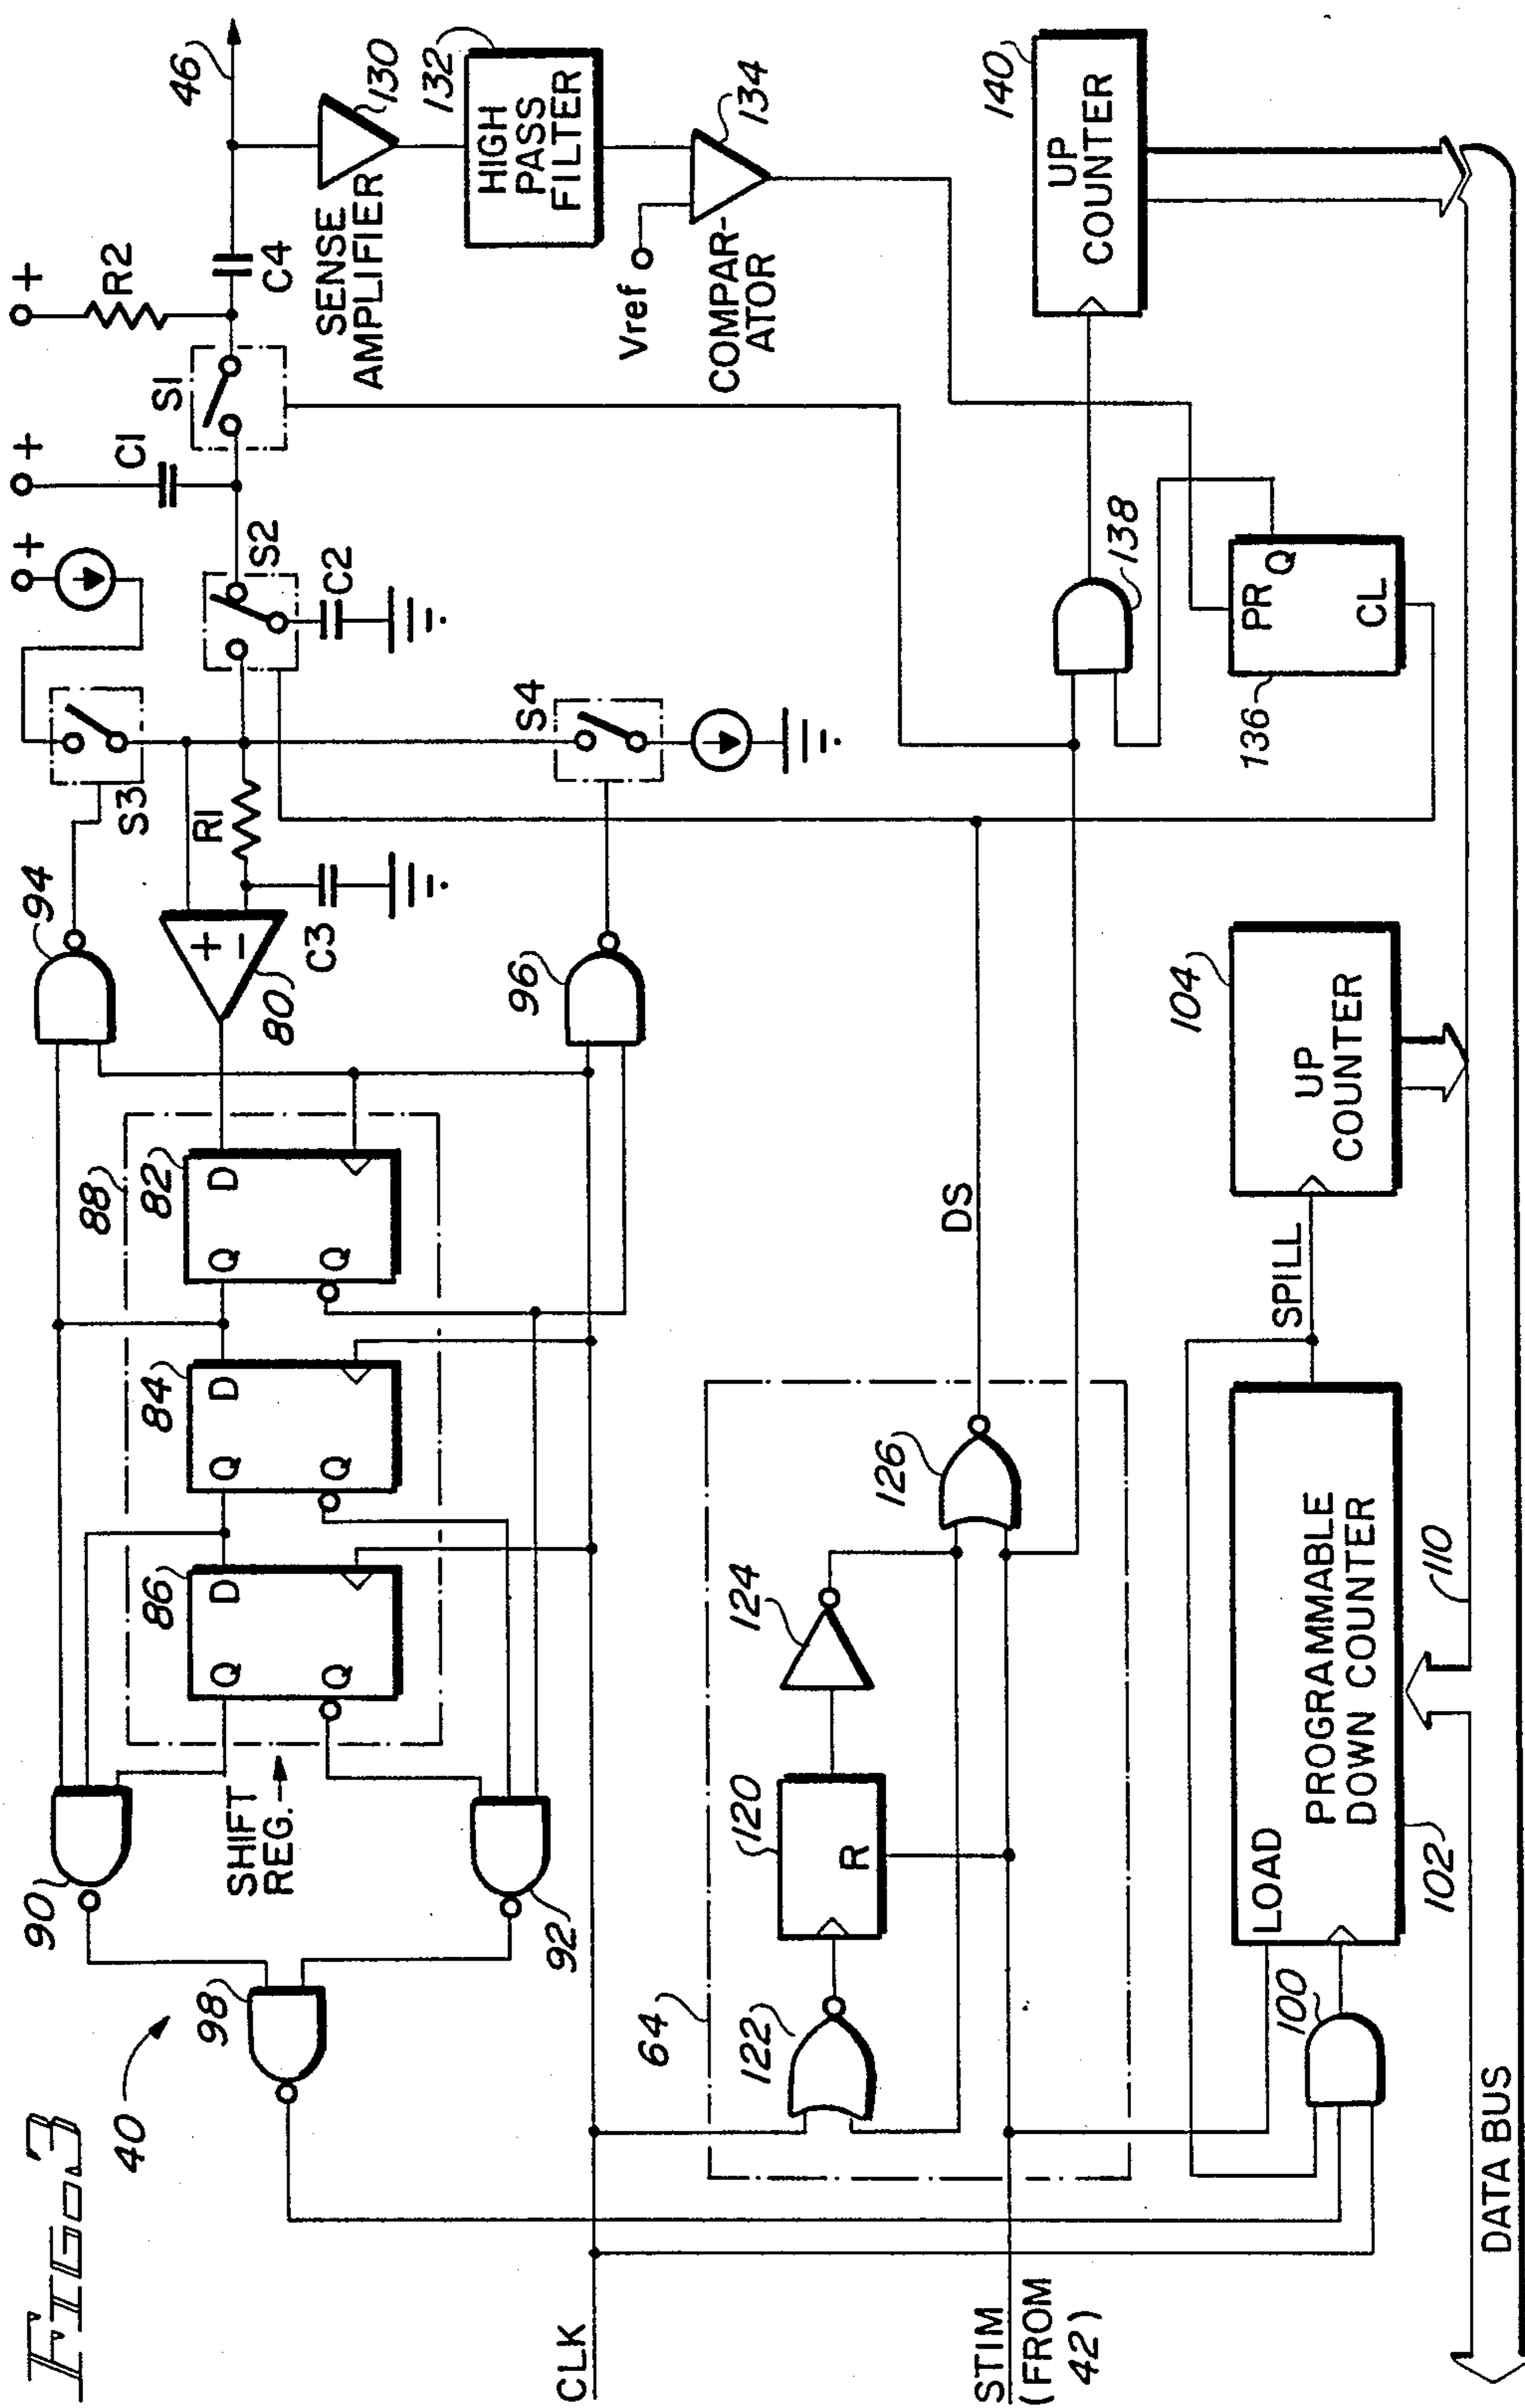 FIG. 3
40
94
S3
+
+
C1
S1
+
R2
46
90
SHIFT
REG.
88
86
D
Q
Q
84
D
Q
Q
82
D
Q
Q
+
-
80
R1
C3
S2
C2
C4
SENSE
AMPLIFIER
130
132
HIGH
PASS
FILTER
98
92
96
S4
Vref
134
COMPAR-
ATOR
CLK
64
122
120
R
124
126
DS
138
140
UP
COUNTER
STIM
(FROM
42)
100
LOAD
PROGRAMMABLE
DOWN COUNTER
102
SPILL
104
UP
COUNTER
136
PR
Q
CL
110
DATA BUS